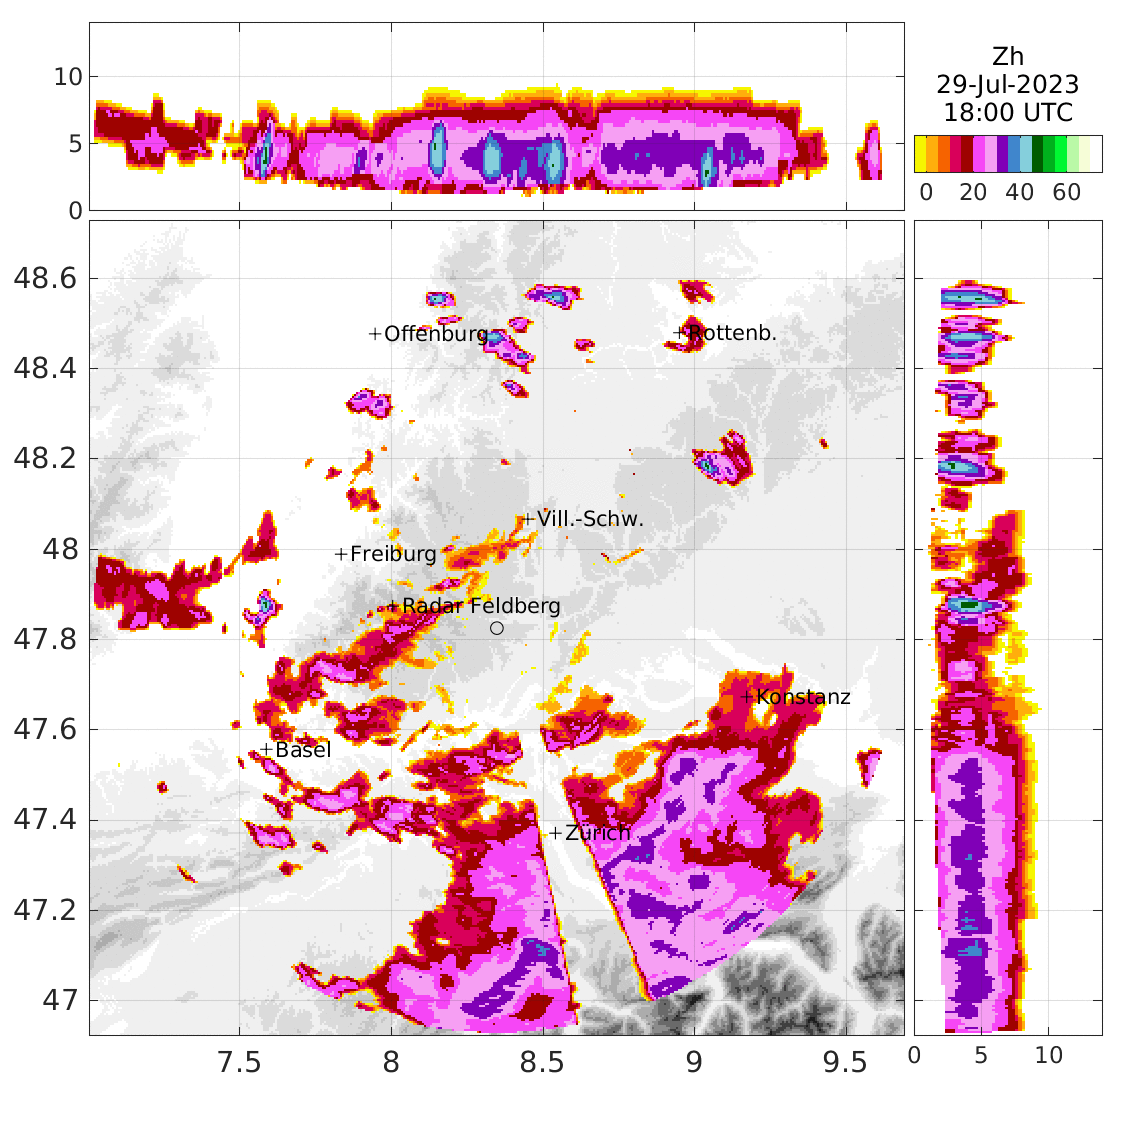 Zh
29-Jul-2023
18:00 UTC
0 20 40 60
10
5
0
48.6
48.4
48.2
48
47.8
47.6
47.4
47.2
47
+Offenburg
+Rottenb.
+Vill.-Schw.
+Freiburg
+Radar Feldberg
+Konstanz
+Basel
+Zürich
7.5 8 8.5 9 9.5
0 5 10